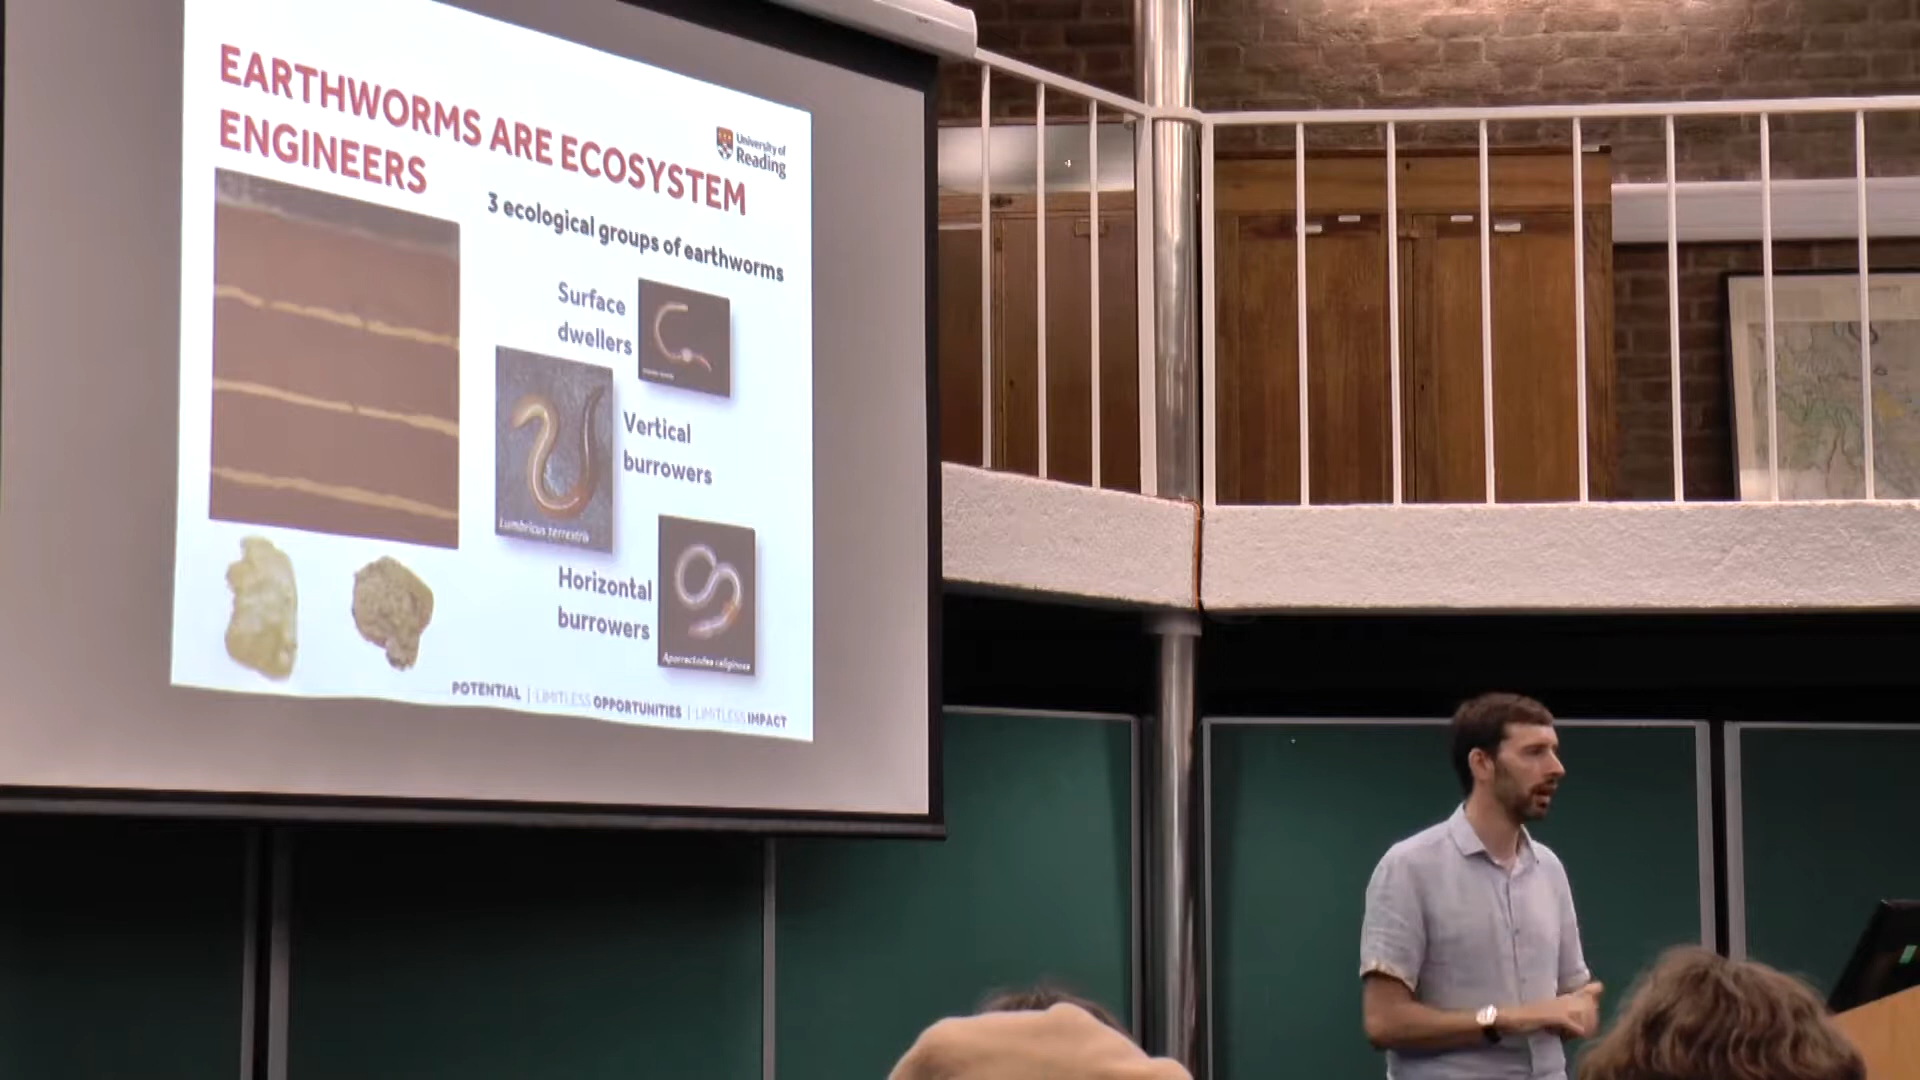 EARTHWORMS ARE ECOSYSTEM
ENGINEERS
University of
Reading
3 ecological groups of earthworms
Surface
dwellers
Vertical
burrowers
Lumbricus terrestris
Horizontal
burrowers
Aporrectodea caliginosa
POTENTIAL | LIMITLESS OPPORTUNITIES | LIMITLESS IMPACT